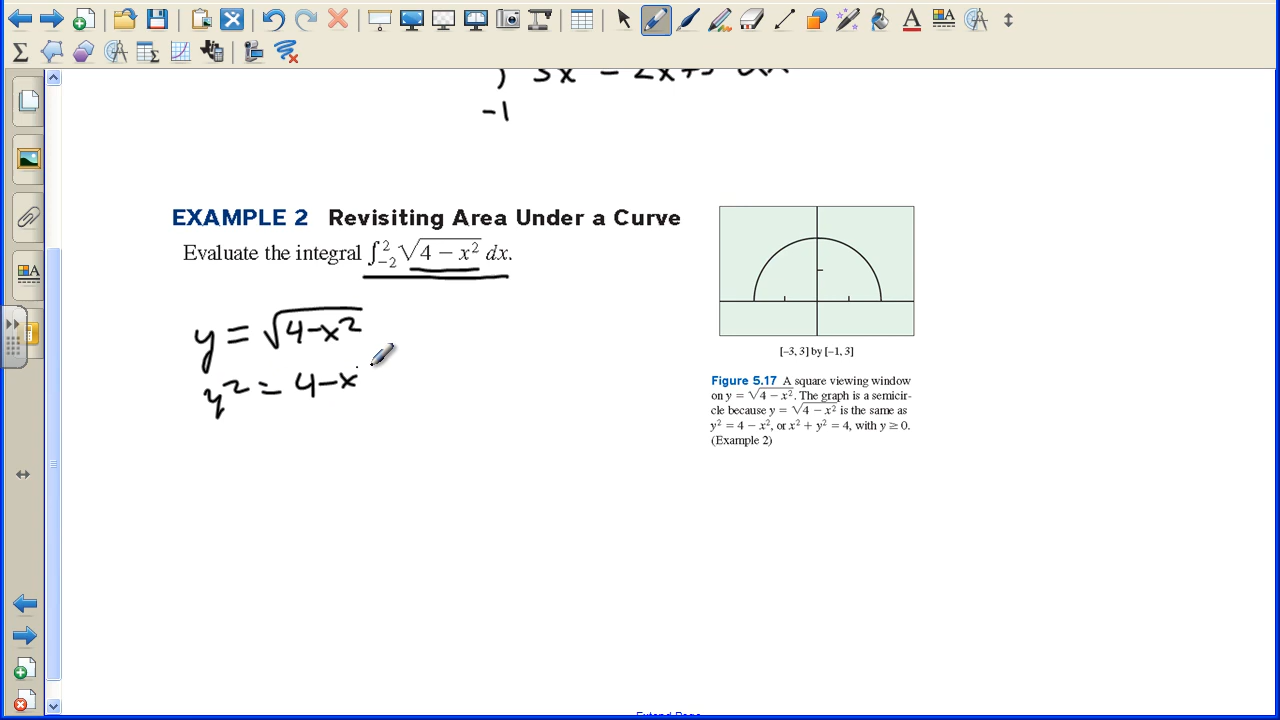 -1
EXAMPLE 2 Revisiting Area Under a Curve
Evaluate the integral ∫₋₂² √(4 − x²) dx.
y = √(4-x²)
y² = 4-x
[−3, 3] by [−1, 3]
Figure 5.17 A square viewing window
on y = √(4 − x²). The graph is a semicir-
cle because y = √(4 − x²) is the same as
y² = 4 − x², or x² + y² = 4, with y ≥ 0.
(Example 2)